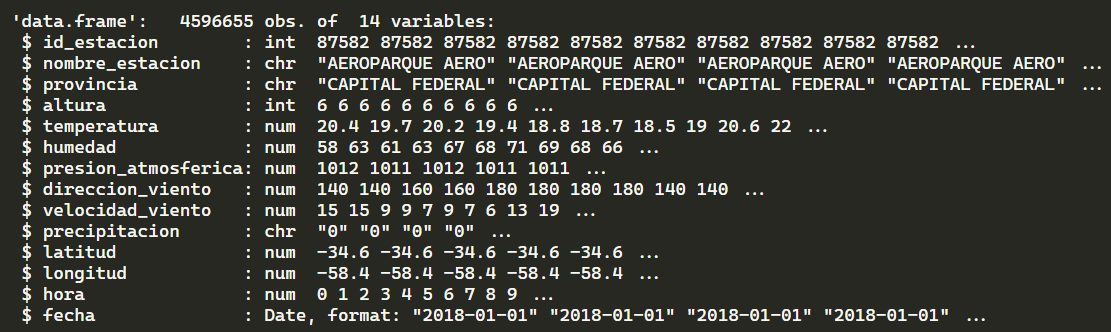 'data.frame':   4596655 obs. of  14 variables:
 $ id_estacion        : int  87582 87582 87582 87582 87582 87582 87582 87582 87582 87582 ...
 $ nombre_estacion    : chr  "AEROPARQUE AERO" "AEROPARQUE AERO" "AEROPARQUE AERO" "AEROPARQUE AERO" ...
 $ provincia          : chr  "CAPITAL FEDERAL" "CAPITAL FEDERAL" "CAPITAL FEDERAL" "CAPITAL FEDERAL" ...
 $ altura             : int  6 6 6 6 6 6 6 6 6 6 ...
 $ temperatura        : num  20.4 19.7 20.2 19.4 18.8 18.7 18.5 19 20.6 22 ...
 $ humedad            : num  58 63 61 63 67 68 71 69 68 66 ...
 $ presion_atmosferica: num  1012 1011 1012 1011 1011 ...
 $ direccion_viento   : num  140 140 160 160 180 180 180 180 140 140 ...
 $ velocidad_viento   : num  15 15 9 9 7 9 7 6 13 19 ...
 $ precipitacion      : chr  "0" "0" "0" "0" ...
 $ latitud            : num  -34.6 -34.6 -34.6 -34.6 -34.6 ...
 $ longitud           : num  -58.4 -58.4 -58.4 -58.4 -58.4 ...
 $ hora               : num  0 1 2 3 4 5 6 7 8 9 ...
 $ fecha              : Date, format: "2018-01-01" "2018-01-01" "2018-01-01" "2018-01-01" ...